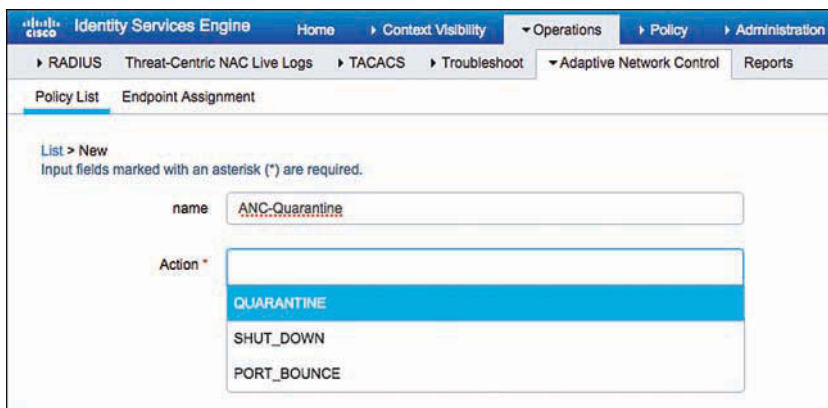 cisco Identity Services Engine Home Context Visibility Operations Policy Administration
RADIUS Threat-Centric NAC Live Logs TACACS Troubleshoot Adaptive Network Control Reports
Policy List Endpoint Assignment
List > New
Input fields marked with an asterisk (*) are required.
name ANC-Quarantine
Action *
QUARANTINE
SHUT_DOWN
PORT_BOUNCE